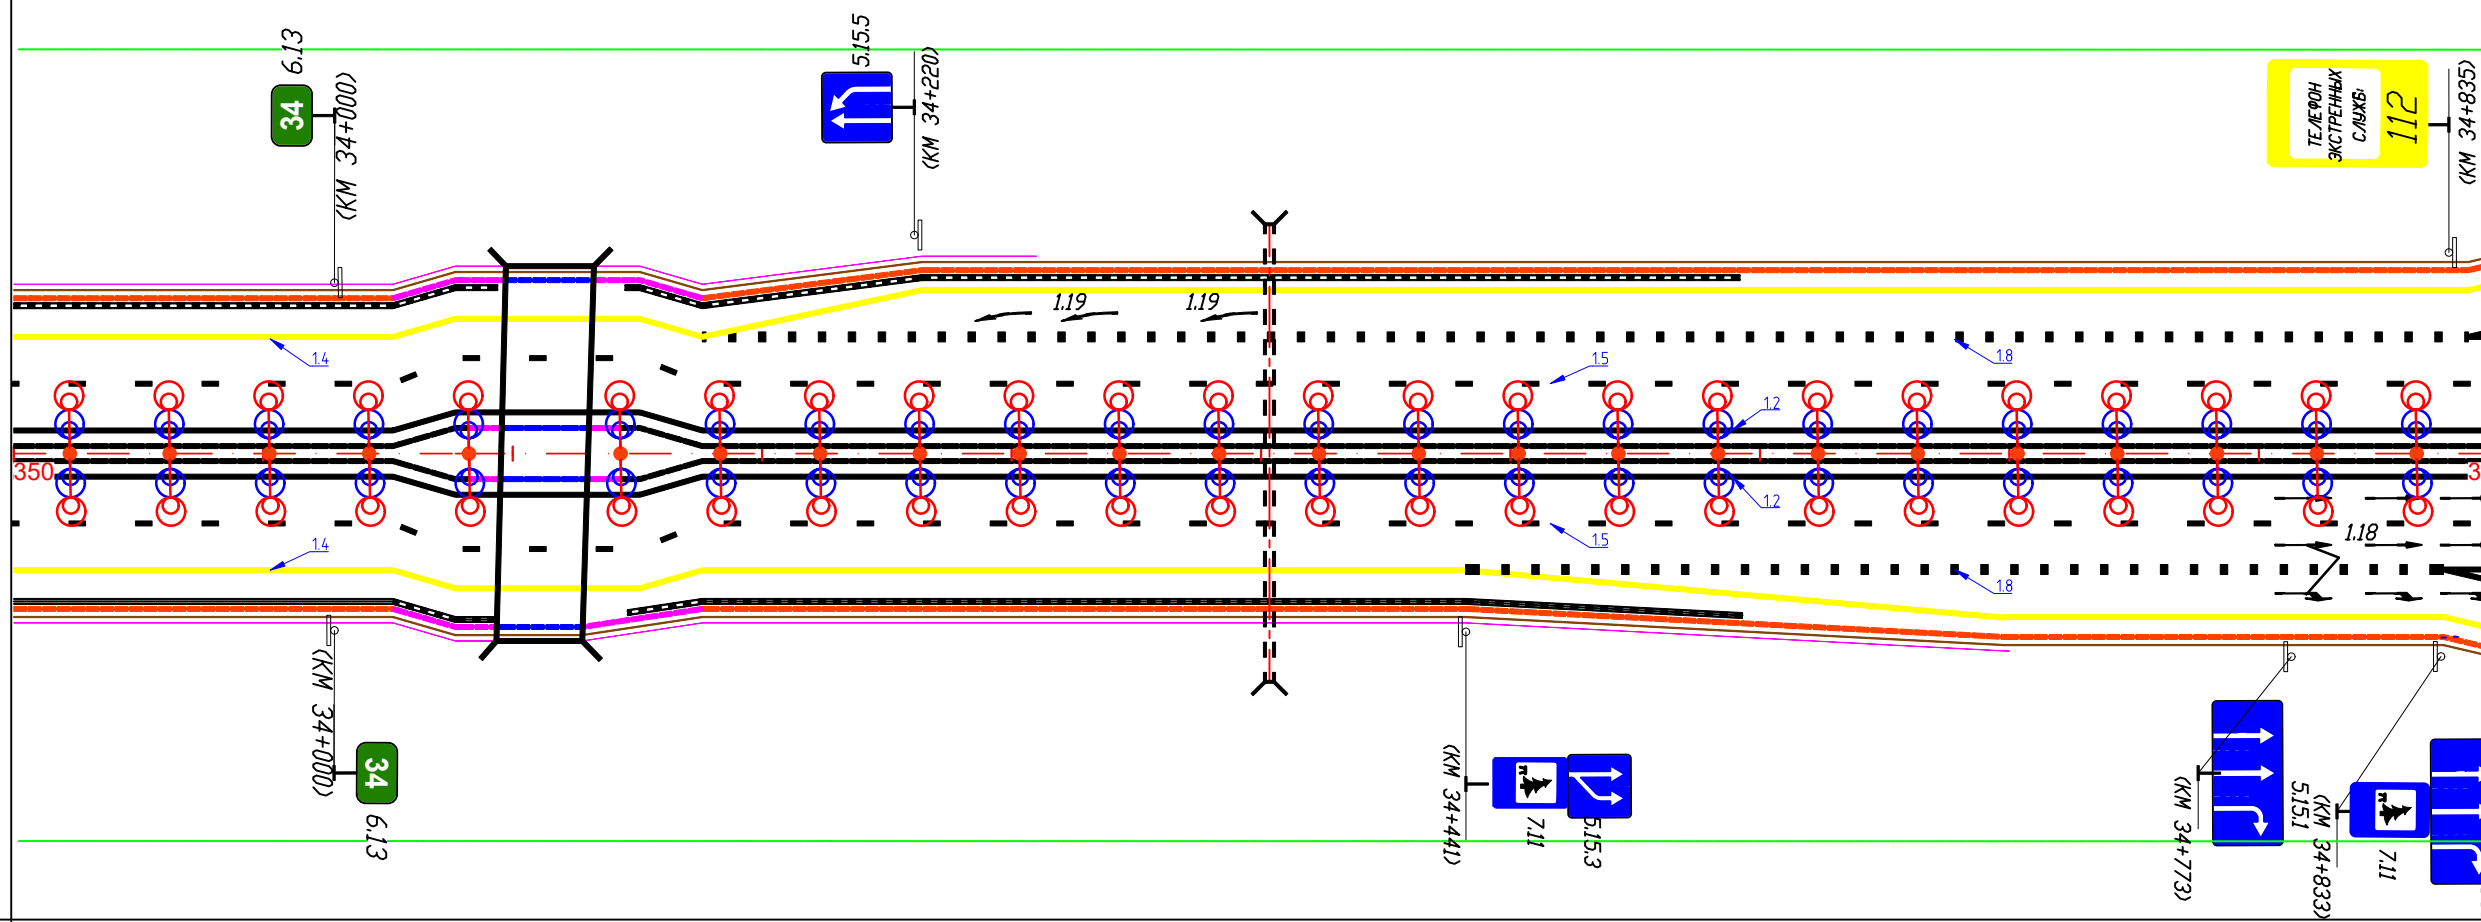 6.13
34
(КМ 34+000)
5.15.5
(КМ 34+220)
ТЕЛЕФОН
ЭКСТРЕННЫХ
СЛУЖБ:
112
(КМ 34+835)
1.19
1.19
1.4
1.5
1.8
1.2
350
3
1.2
1.18
1.4
1.5
1.8
(КМ 34+000)
34
6.13
(КМ 34+441)
7.11
5.15.3
(КМ 34+773)
5.15.1
(КМ 34+833)
7.11